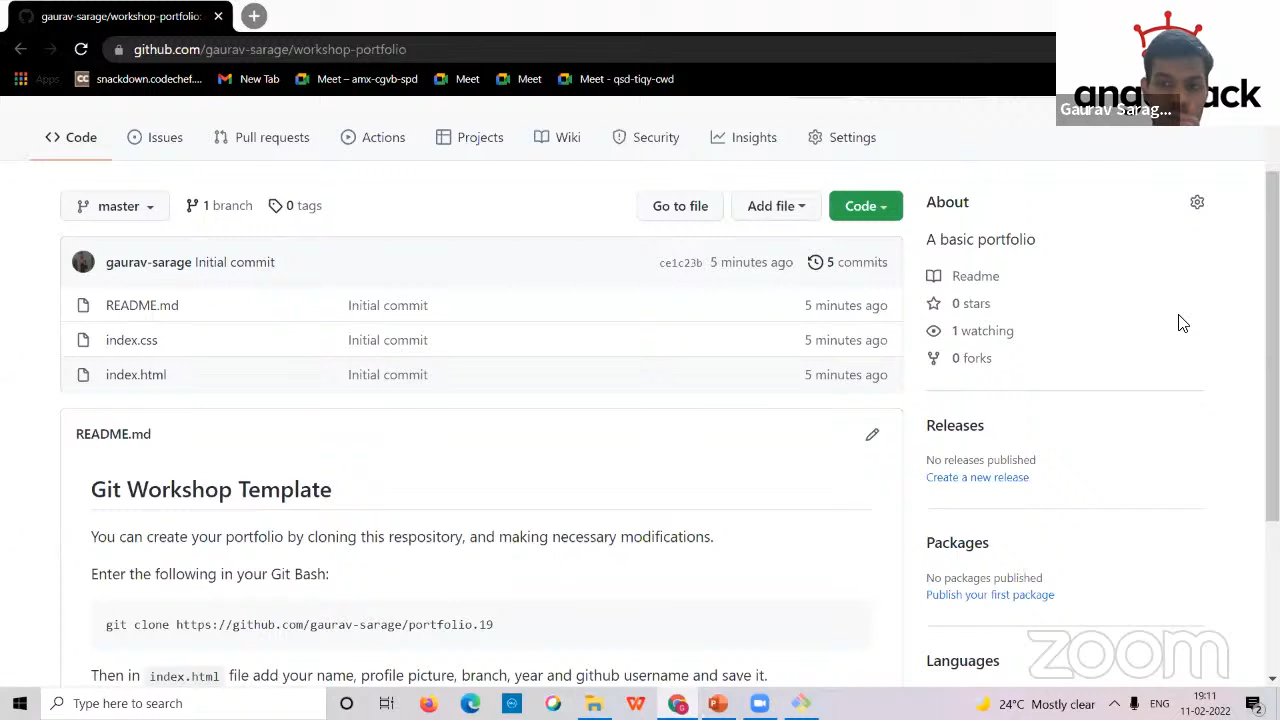 gaurav-sarage/workshop-portfolio:
github.com/gaurav-sarage/workshop-portfolio
Apps
CC snackdown.codechef....
New Tab
Meet – amx-cgvb-spd
Meet
Meet
Meet - qsd-tiqy-cwd
Gaurav Sarag...
Code
Issues
Pull requests
Actions
Projects
Wiki
Security
Insights
Settings
master
1 branch
0 tags
Go to file
Add file
Code
gaurav-sarage Initial commit
ce1c23b 5 minutes ago
5 commits
README.md Initial commit 5 minutes ago
index.css Initial commit 5 minutes ago
index.html Initial commit 5 minutes ago
README.md
Git Workshop Template
You can create your portfolio by cloning this respository, and making necessary modifications.
Enter the following in your Git Bash:
git clone https://github.com/gaurav-sarage/portfolio.19
Then in index.html file add your name, profile picture, branch, year and github username and save it.
About
A basic portfolio
Readme
0 stars
1 watching
0 forks
Releases
No releases published
Create a new release
Packages
No packages published
Publish your first package
Languages
zoom
Type here to search
24°C Mostly clear
ENG
19:11
11-02-2022
2